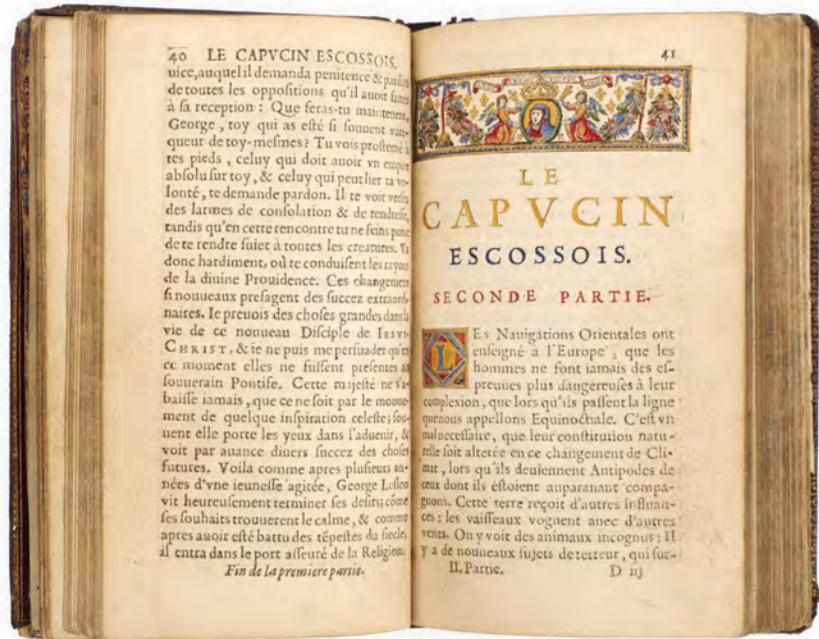 40 LE CAPVCIN ESCOSSOIS,
uice, auquel il demanda penitence & pardon
de toutes les oppositions qu'il auoit faites
à sa reception : Que feras-tu maintenent,
George, toy qui as esté si souuent vain-
queur de toy-mesmes ? Tu vois prosterné à
tes pieds, celuy qui doit auoir vn empire
absolu sur toy, & celuy qui peut lier ta vo-
lonté, te demande pardon. Il te voit verser
des larmes de consolation & de tendresse,
tandis qu'en cette rencontre tu ne feins point
de te rendre suiet à toutes les creatures. Va
donc hardiment, où te conduisent les rayons
de la diuine Prouidence. Ces changemens
si nouueaux presagent des succez extraordi-
naires. Ie preuois des choses grandes dans la
vie de ce nouueau Disciple de IESVS-
CHRIST, & ie ne puis me persuader qu'en
ce moment elles ne fussent presentes au
souuerain Pontife. Cette majesté ne s'a-
baisse iamais, que ce ne soit par le mouue-
ment de quelque inspiration celeste; sou-
uent elle porte les yeux dans l'aduenir, &
voit par auance diuers succez des choses
futures. Voila comme apres plusieurs an-
nées d'vne ieunesse agitée, George Lesleo
vit heureusement terminer ses desirs; cõme
ses souhaits trouuerent le calme, & comme
apres auoir esté battu des tẽpestes du siecle,
il entra dans le port asseuré de la Religion.
Fin de la premiere partie.
41
LE
CAPVCIN
ESCOSSOIS.
SECONDE PARTIE.
LEs Nauigations Orientales ont
enseigné a l'Europe, que les
hommes ne font iamais des es-
preuues plus dangereuses à leur
complexion, que lors qu'ils passent la ligne
que nous appellons Equinoctiale. C'est vn
mal necessaire, que leur constitution natu-
relle soit alterée en ce changement de Cli-
mat, lors qu'ils deuiennent Antipodes de
ceux dont ils estoient auparanant compa-
gnons. Cette terre reçoit d'autres influan-
ces : les vaisseaux voguent auec d'autres
vents. On y voit des animaux incognus : Il
y a de nouueaux sujets de terreur, qui sur-
II. Partie. D iij